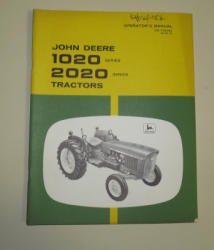 OPERATOR'S MANUAL
JOHN DEERE
1020 SERIES
2020 SERIES
TRACTORS